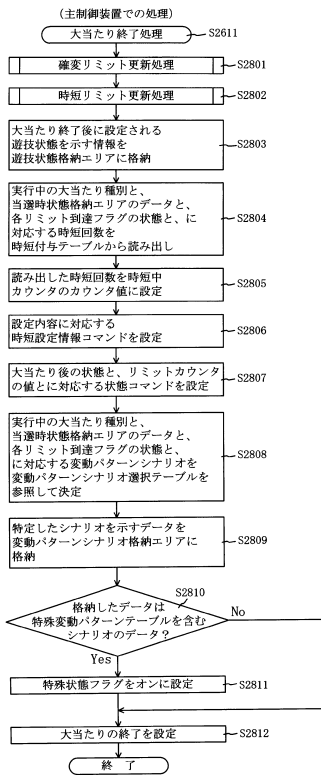 (主制御装置での処理)
大当たり終了処理
S2611
確変リミット更新処理
S2801
時短リミット更新処理
S2802
大当たり終了後に設定される
遊技状態を示す情報を
遊技状態格納エリアに格納
S2803
実行中の大当たり種別と、
当選時状態格納エリアのデータと、
各リミット到達フラグの状態と、に
対応する時短回数を
時短付与テーブルから読み出し
S2804
読み出した時短回数を時短中
カウンタのカウンタ値に設定
S2805
設定内容に対応する
時短設定情報コマンドを設定
S2806
大当たり後の状態と、リミットカウンタ
の値とに対応する状態コマンドを設定
S2807
実行中の大当たり種別と、
当選時状態格納エリアのデータと、
各リミット到達フラグの状態と、
に対応する変動パターンシナリオを
変動パターンシナリオ選択テーブルを
参照して決定
S2808
特定したシナリオを示すデータを
変動パターンシナリオ格納エリアに
格納
S2809
S2810
格納したデータは
特殊変動パターンテーブルを含む
シナリオのデータ?
No
Yes
特殊状態フラグをオンに設定
S2811
大当たりの終了を設定
S2812
終 了